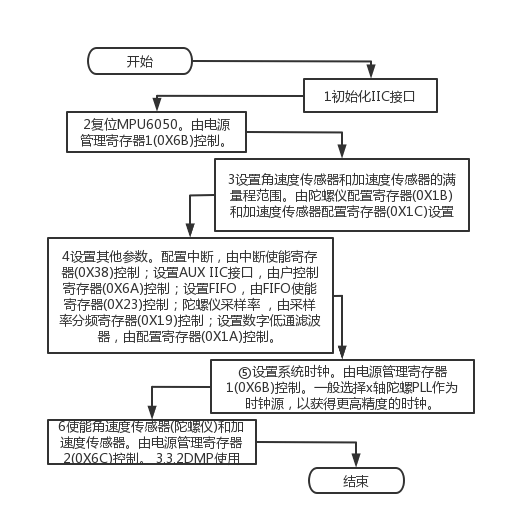 开始
1初始化IIC接口
2复位MPU6050。由电源
管理寄存器1(0X6B)控制。
3设置角速度传感器和加速度传感器的满
量程范围。由陀螺仪配置寄存器(0X1B)
和加速度传感器配置寄存器(0X1C)设置
4设置其他参数。配置中断，由中断使能寄存
器(0X38)控制；设置AUX IIC接口，由户控制
寄存器(0X6A)控制；设置FIFO，由FIFO使能
寄存器(0X23)控制；陀螺仪采样率 ，由采样
率分频寄存器(0X19)控制；设置数字低通滤波
器，由配置寄存器(0X1A)控制。
⑤设置系统时钟。由电源管理寄存器
1(0X6B)控制。一般选择x轴陀螺PLL作为
时钟源，以获得更高精度的时钟。
6使能角速度传感器(陀螺仪)和加
速度传感器。由电源管理寄存器
2(0X6C)控制。 3.3.2DMP使用
结束